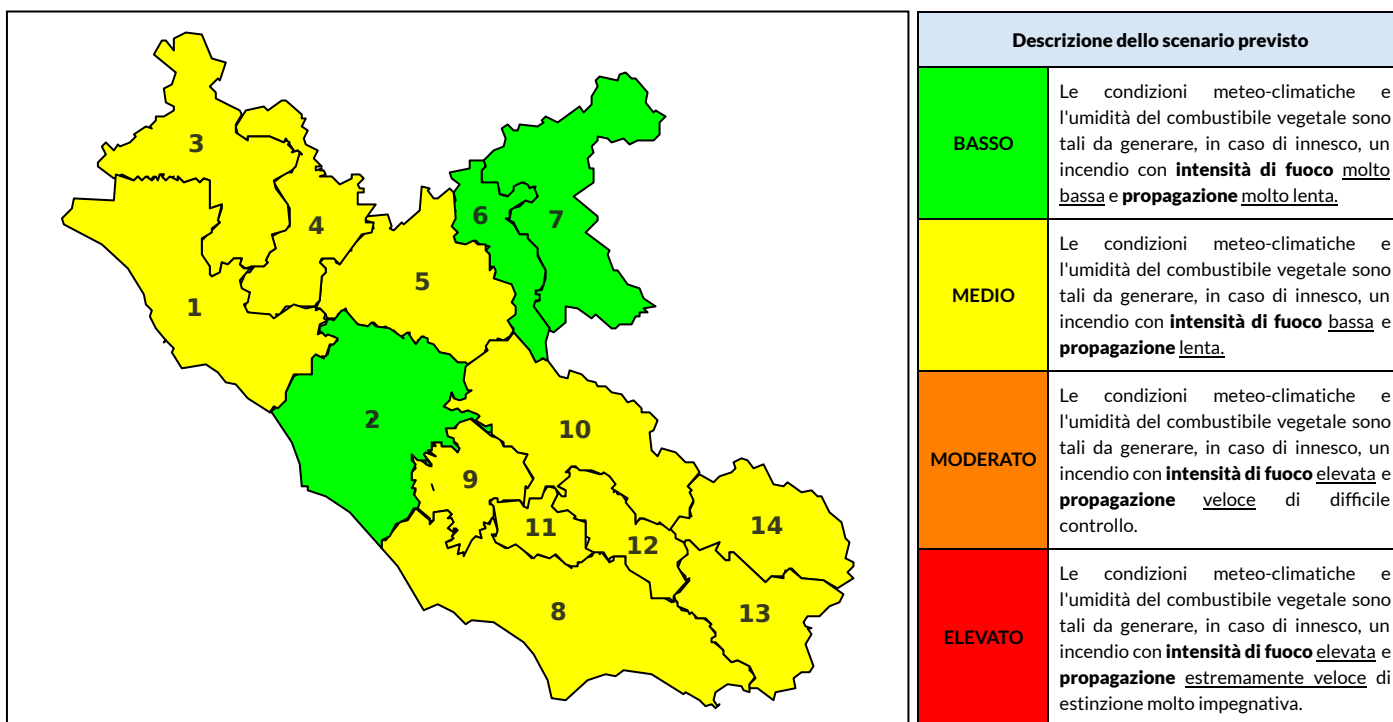 3
4
6
7
5
1
2
10
9
11
12
14
8
13
Descrizione dello scenario previsto
BASSO
Le condizioni meteo-climatiche e
l'umidità del combustibile vegetale sono
tali da generare, in caso di innesco, un
incendio con intensità di fuoco molto
bassa e propagazione molto lenta.
MEDIO
Le condizioni meteo-climatiche e
l'umidità del combustibile vegetale sono
tali da generare, in caso di innesco, un
incendio con intensità di fuoco bassa e
propagazione lenta.
MODERATO
Le condizioni meteo-climatiche e
l'umidità del combustibile vegetale sono
tali da generare, in caso di innesco, un
incendio con intensità di fuoco elevata e
propagazione veloce di difficile
controllo.
ELEVATO
Le condizioni meteo-climatiche e
l'umidità del combustibile vegetale sono
tali da generare, in caso di innesco, un
incendio con intensità di fuoco elevata e
propagazione estremamente veloce di
estinzione molto impegnativa.